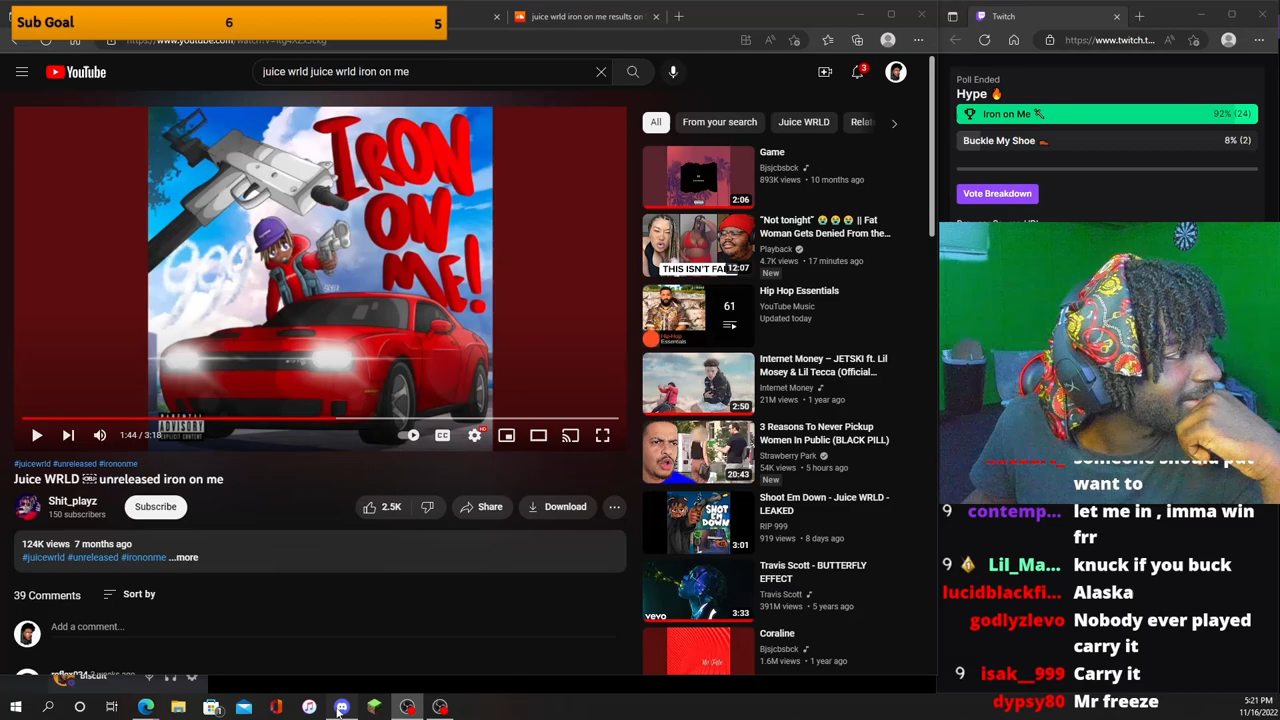 Sub Goal 6 5
juice wrld iron on me results on
Twitch
https://www.twitch.t...
YouTube
juice wrld juice wrld iron on me
3
IRON
ON
ME!
PARENTAL
ADVISORY
EXPLICIT CONTENT
1:44 / 3:18
CC
HD
#juicewrld #unreleased #irononme
Juice WRLD unreleased iron on me
Shit_playz
150 subscribers
Subscribe
2.5K
Share
Download
124K views 7 months ago
#juicewrld #unreleased #irononme ...more
39 Comments
Sort by
Add a comment...
All
From your search
Juice WRLD
Game
Bjsjcbsbck
893K views • 10 months ago
2:06
“Not tonight” 😭😭😭 || Fat
Woman Gets Denied From the...
Playback
4.7K views • 17 minutes ago
New
THIS ISN'T
12:07
Hip Hop Essentials
YouTube Music
Updated today
61
Internet Money – JETSKI ft. Lil
Mosey & Lil Tecca (Official...
Internet Money
21M views • 1 year ago
2:50
3 Reasons To Never Pickup
Women In Public (BLACK PILL)
Strawberry Park
54K views • 5 hours ago
New
20:43
Shoot Em Down - Juice WRLD -
LEAKED
RIP 999
919 views • 8 days ago
3:01
Travis Scott - BUTTERFLY
EFFECT
Travis Scott
391M views • 5 years ago
vevo
3:33
Coraline
Bjsjcbsbck
1.6M views • 1 year ago
Poll Ended
Hype 🔥
Iron on Me 92% (24)
Buckle My Shoe 8% (2)
Vote Breakdown
want to
contemp... let me in , imma win
frr
Lil_Ma... knuck if you buck
lucidblackfi... Alaska
godlyzlevo Nobody ever played
carry it
isak__999 Carry it
dypsy80 Mr freeze
5:21 PM
11/16/2022